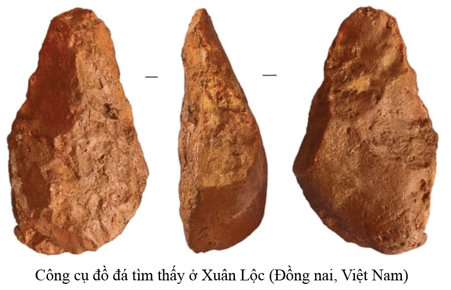 Công cụ đồ đá tìm thấy ở Xuân Lộc (Đồng nai, Việt Nam)